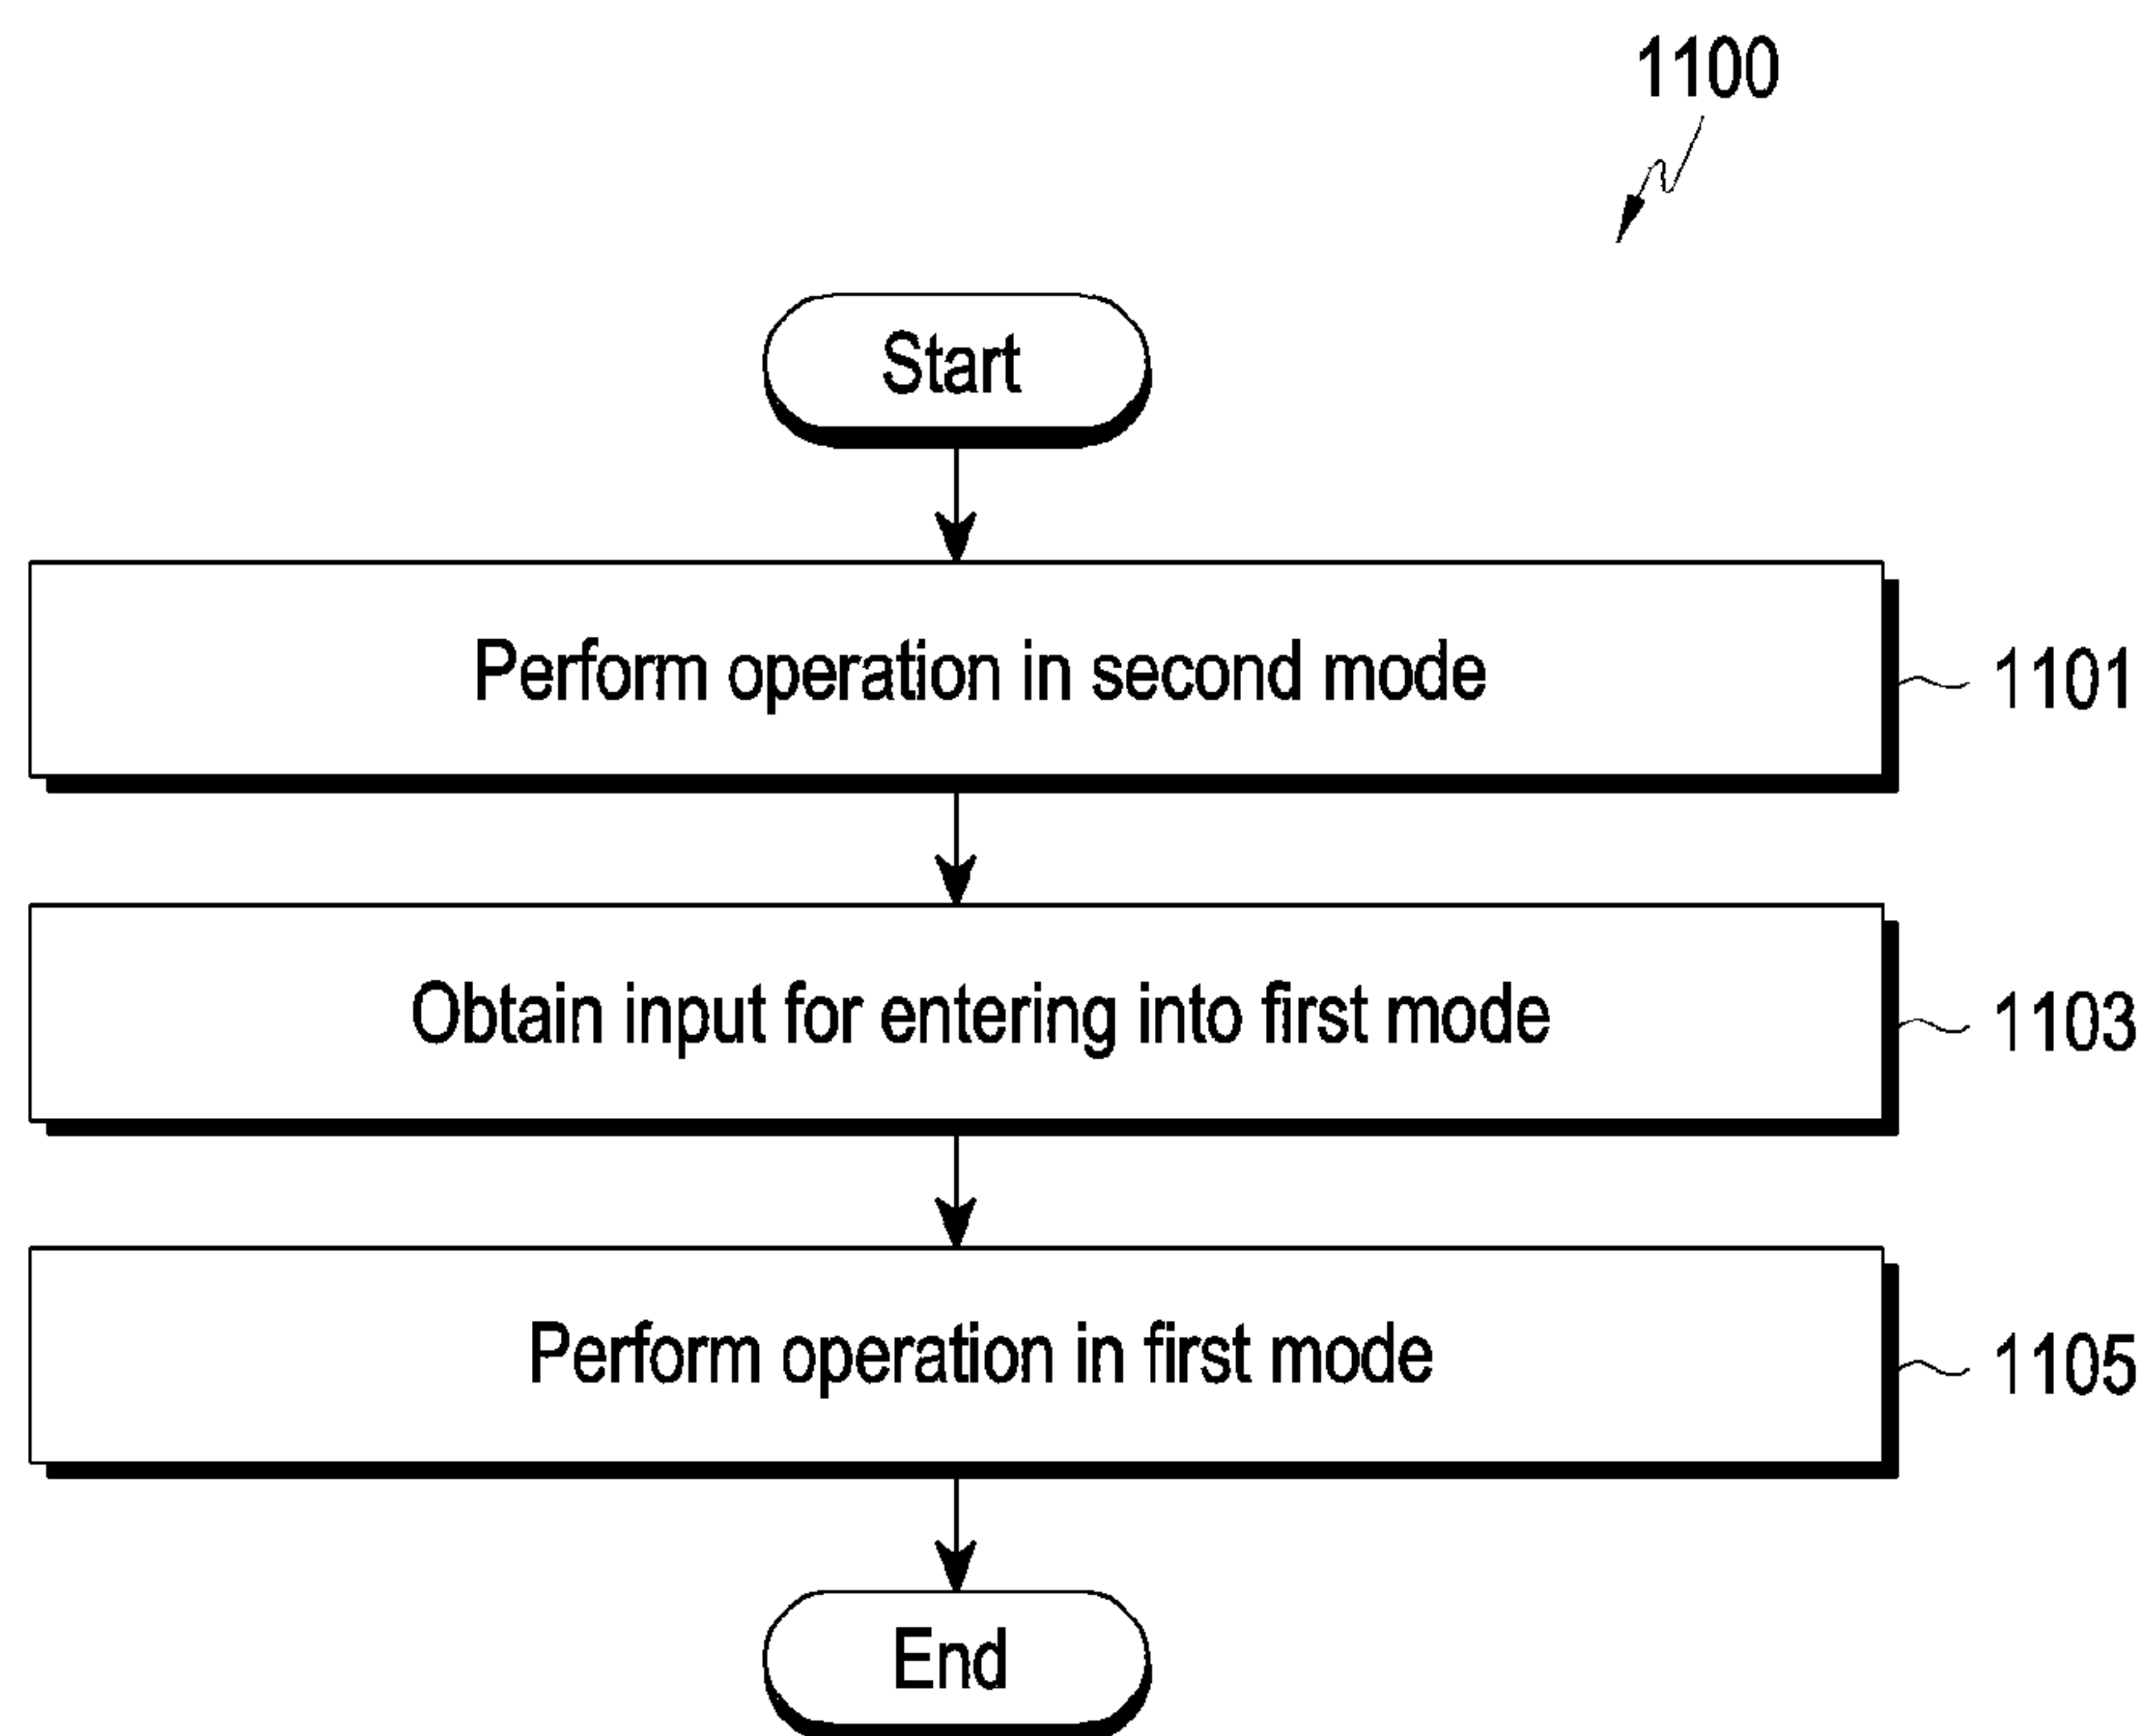 1100
Start
Perform operation in second mode
1101
Obtain input for entering into first mode
1103
Perform operation in first mode
1105
End